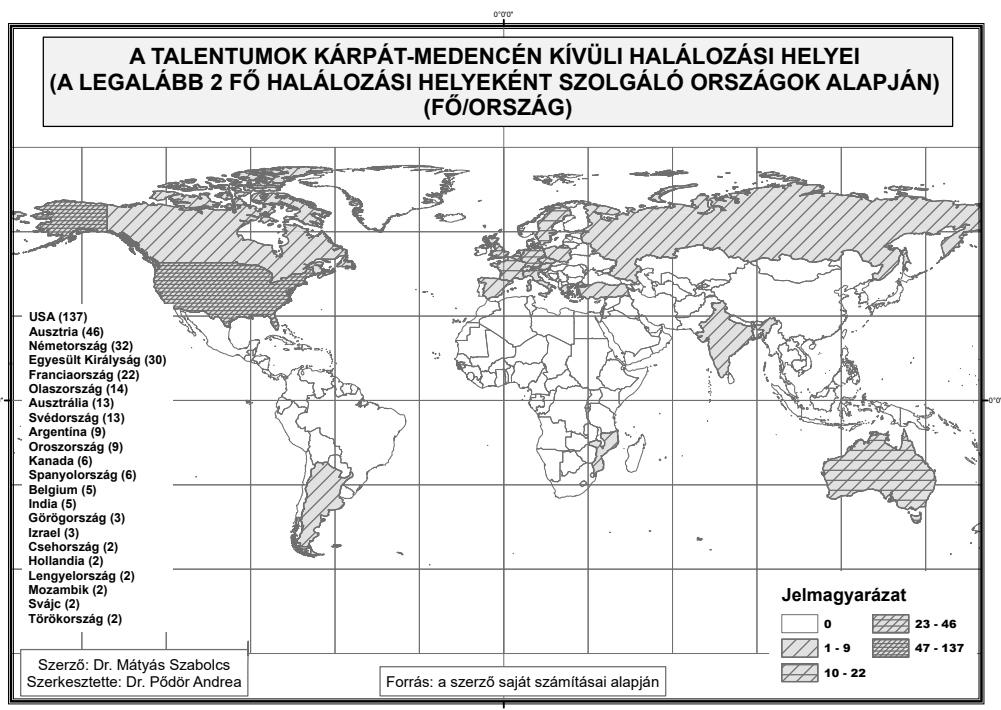 0°0'0"
A TALENTUMOK KÁRPÁT-MEDENCÉN KÍVÜLI HALÁLOZÁSI HELYEI
(A LEGALÁBB 2 FŐ HALÁLOZÁSI HELYEKÉNT SZOLGÁLÓ ORSZÁGOK ALAPJÁN)
(FŐ/ORSZÁG)
USA (137)
Ausztria (46)
Németország (32)
Egyesült Királyság (30)
Franciaország (22)
Olaszország (14)
Ausztrália (13)
Svédország (13)
Argentína (9)
Oroszország (9)
Kanada (6)
Spanyolország (6)
Belgium (5)
India (5)
Görögország (3)
Izrael (3)
Csehország (2)
Hollandia (2)
Lengyelország (2)
Mozambik (2)
Svájc (2)
Törökország (2)
0°0'0"
Jelmagyarázat
0
1 - 9
10 - 22
23 - 46
47 - 137
Szerző: Dr. Mátyás Szabolcs
Szerkesztette: Dr. Pődör Andrea
Forrás: a szerző saját számításai alapján